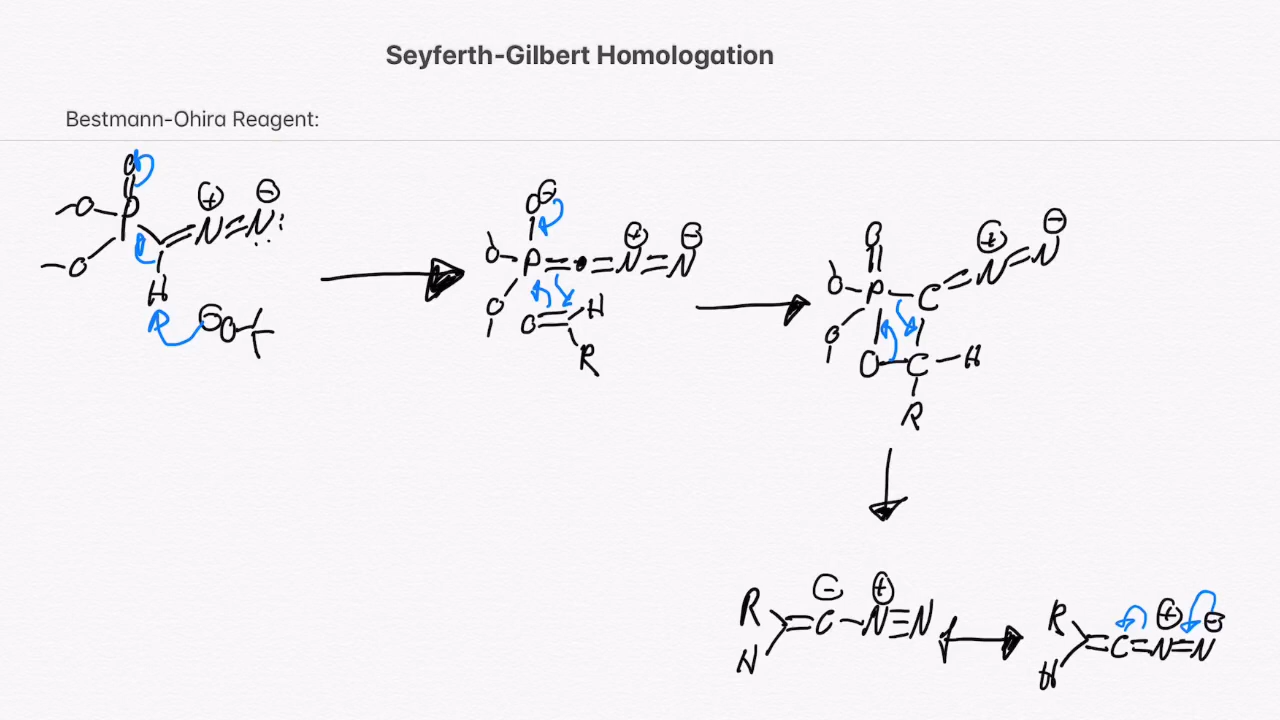 Seyferth-Gilbert Homologation
Bestmann-Ohira Reagent:
O
⊕ ⊖
O P N N :
O
H
⊖ O
O ⊖
⊕ ⊖
O P N N
O O H
R
O
⊕ ⊖
O P C N N
O O C H
R
⊖ ⊕
R C N N
H
⊕ ⊖
R C N N
H